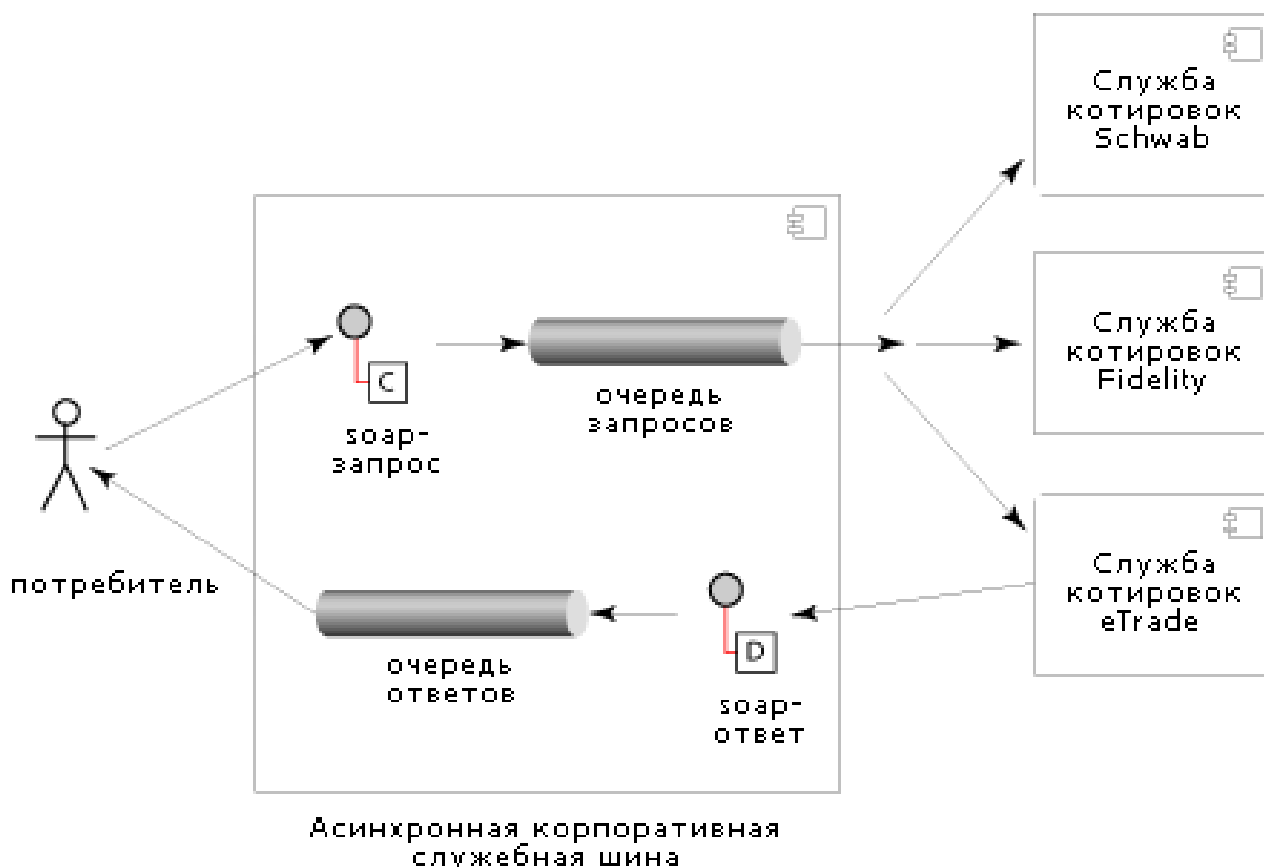 Служба
котировок
Schwab
C
soap-
запрос
очередь
запросов
Служба
котировок
Fidelity
потребитель
очередь
ответов
D
soap-
ответ
Служба
котировок
eTrade
Асинхронная корпоративная
служебная шина